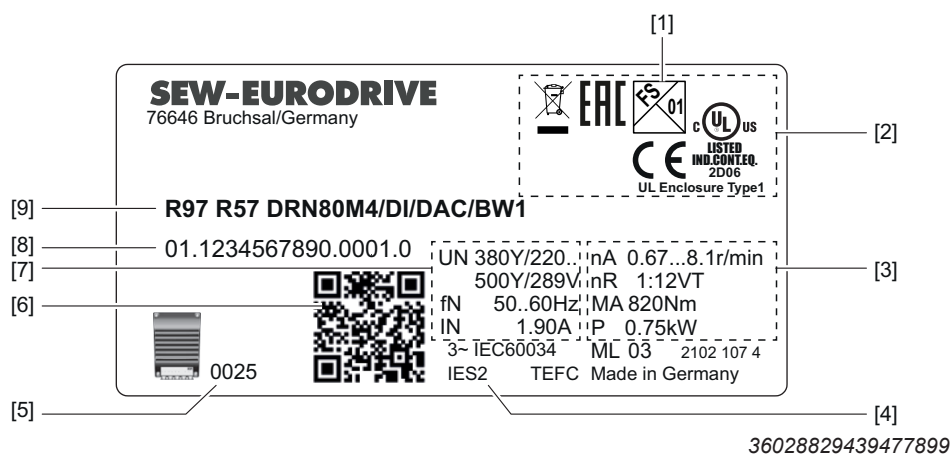 [1]
SEW-EURODRIVE
76646 Bruchsal/Germany
EAC
FS
01
C UL US
LISTED
IND.CONT.EQ.
2D06
UL Enclosure Type1
CE
[2]
[9]
R97 R57 DRN80M4/DI/DAC/BW1
[8]
01.1234567890.0001.0
[7]
UN 380Y/220..
500Y/289V
fN 50..60Hz
IN 1.90A
nA 0.67...8.1r/min
nR 1:12VT
MA 820Nm
P 0.75kW
[3]
[6]
3~ IEC60034
IES2 TEFC
ML 03 2102 107 4
Made in Germany
0025
[5]
[4]
36028829439477899